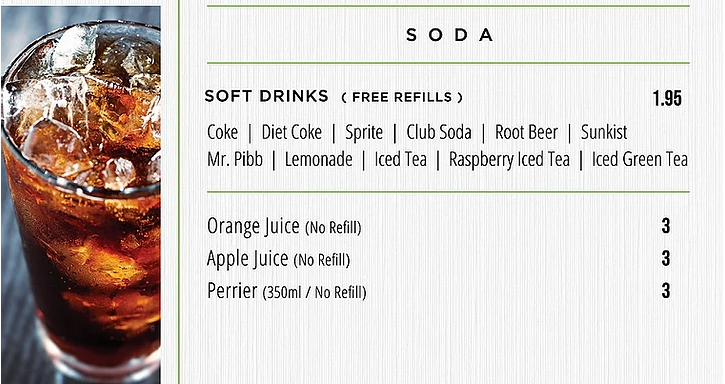 SODA
SOFT DRINKS ( FREE REFILLS ) 1.95
Coke | Diet Coke | Sprite | Club Soda | Root Beer | Sunkist
Mr. Pibb | Lemonade | Iced Tea | Raspberry Iced Tea | Iced Green Tea
Orange Juice (No Refill) 3
Apple Juice (No Refill) 3
Perrier (350ml / No Refill) 3